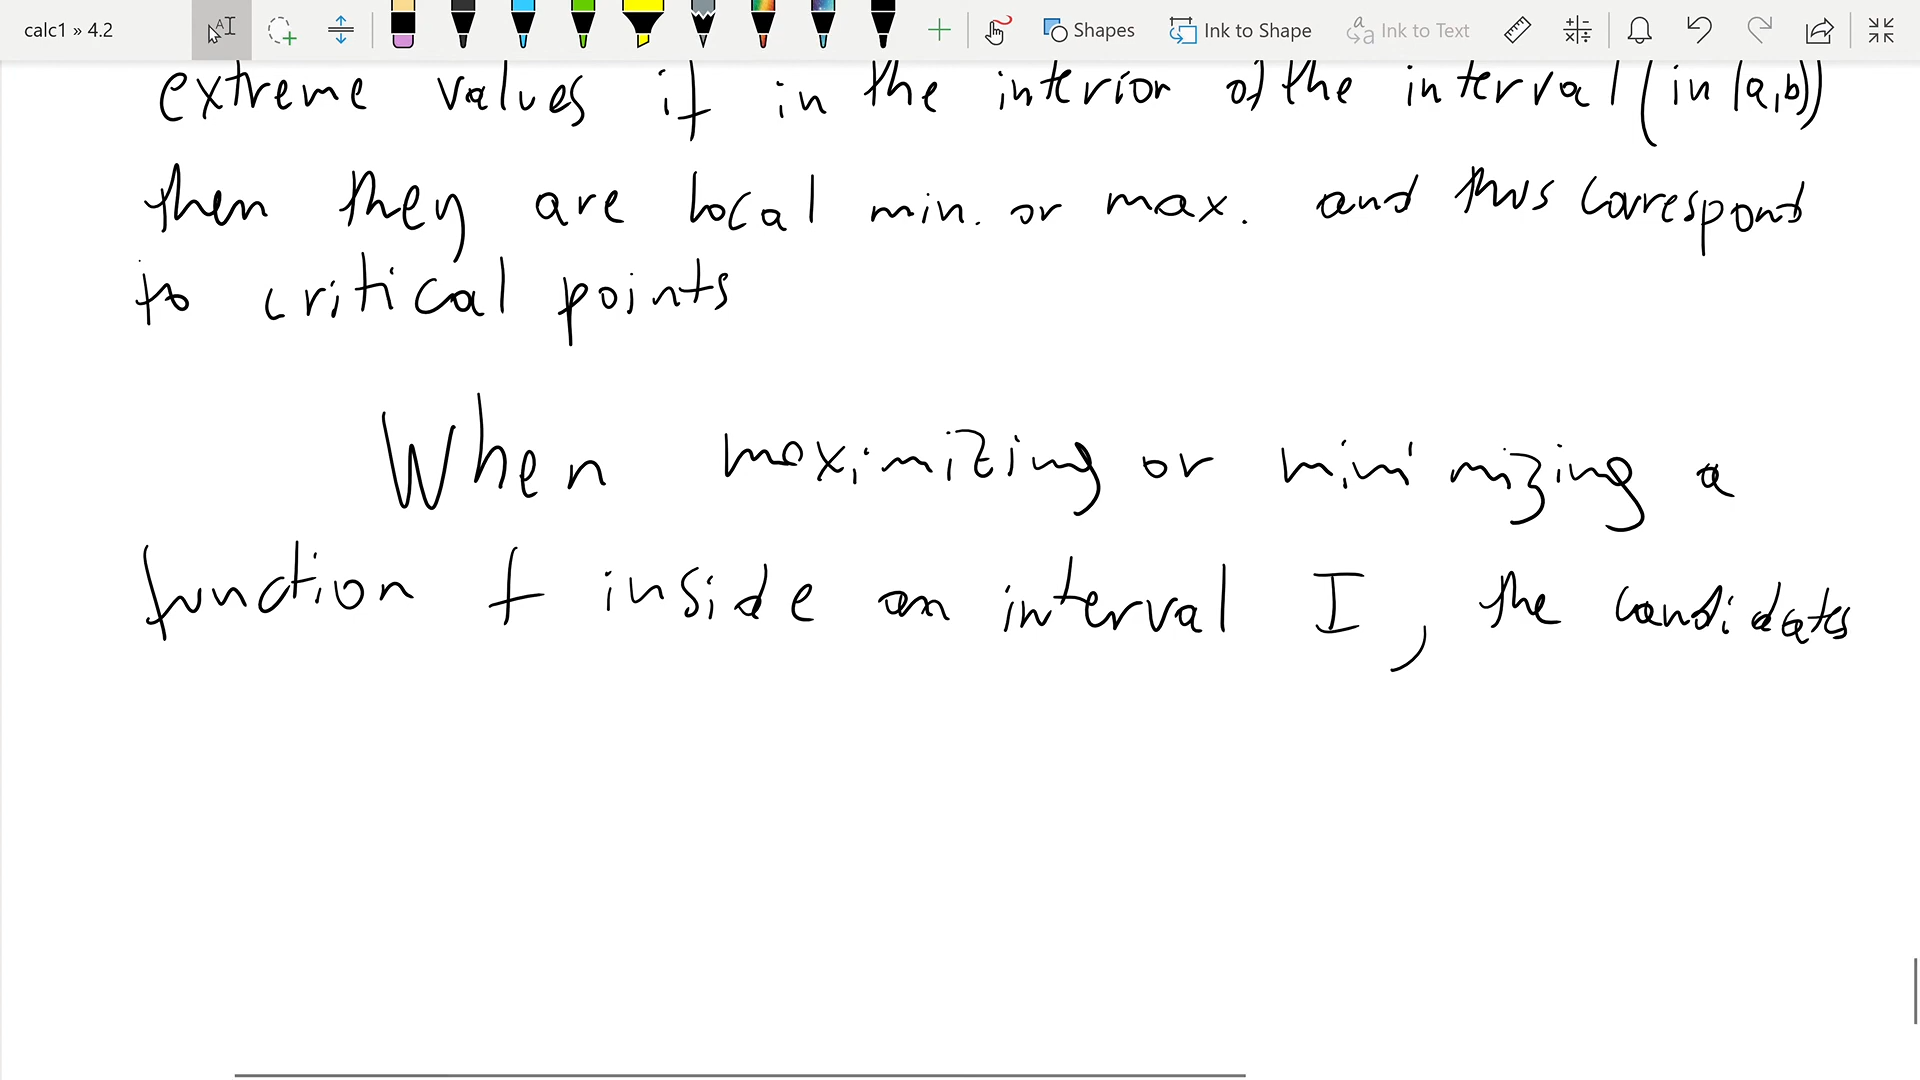 calc1 » 4.2
Shapes
Ink to Shape
Ink to Text
extreme values if in the interior of the interval (in (a,b))
then they are local min. or max. and thus correspond
to critical points
When maximizing or minimizing a
function f inside an interval I, the candidates